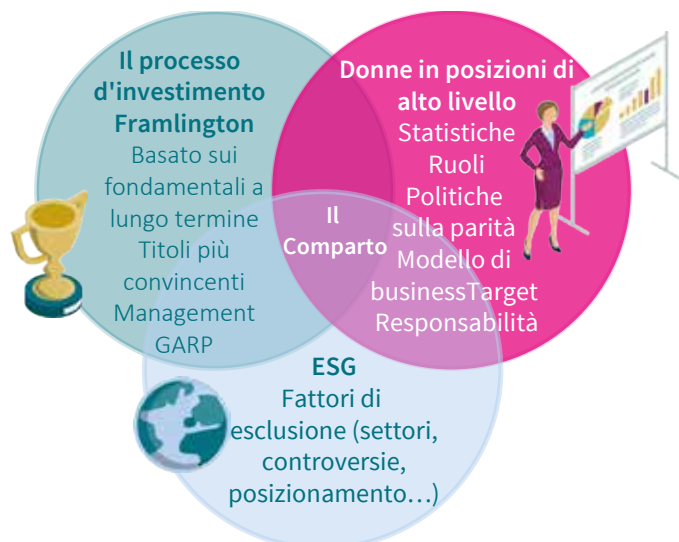 Il processo
d'investimento
Framlington
Basato sui
fondamentali a
lungo termine
Titoli più
convincenti
Management
GARP
Donne in posizioni di
alto livello
Statistiche
Ruoli
Politiche
sulla parità
Modello di
businessTarget
Responsabilità
Il
Comparto
ESG
Fattori di
esclusione (settori,
controversie,
posizionamento…)